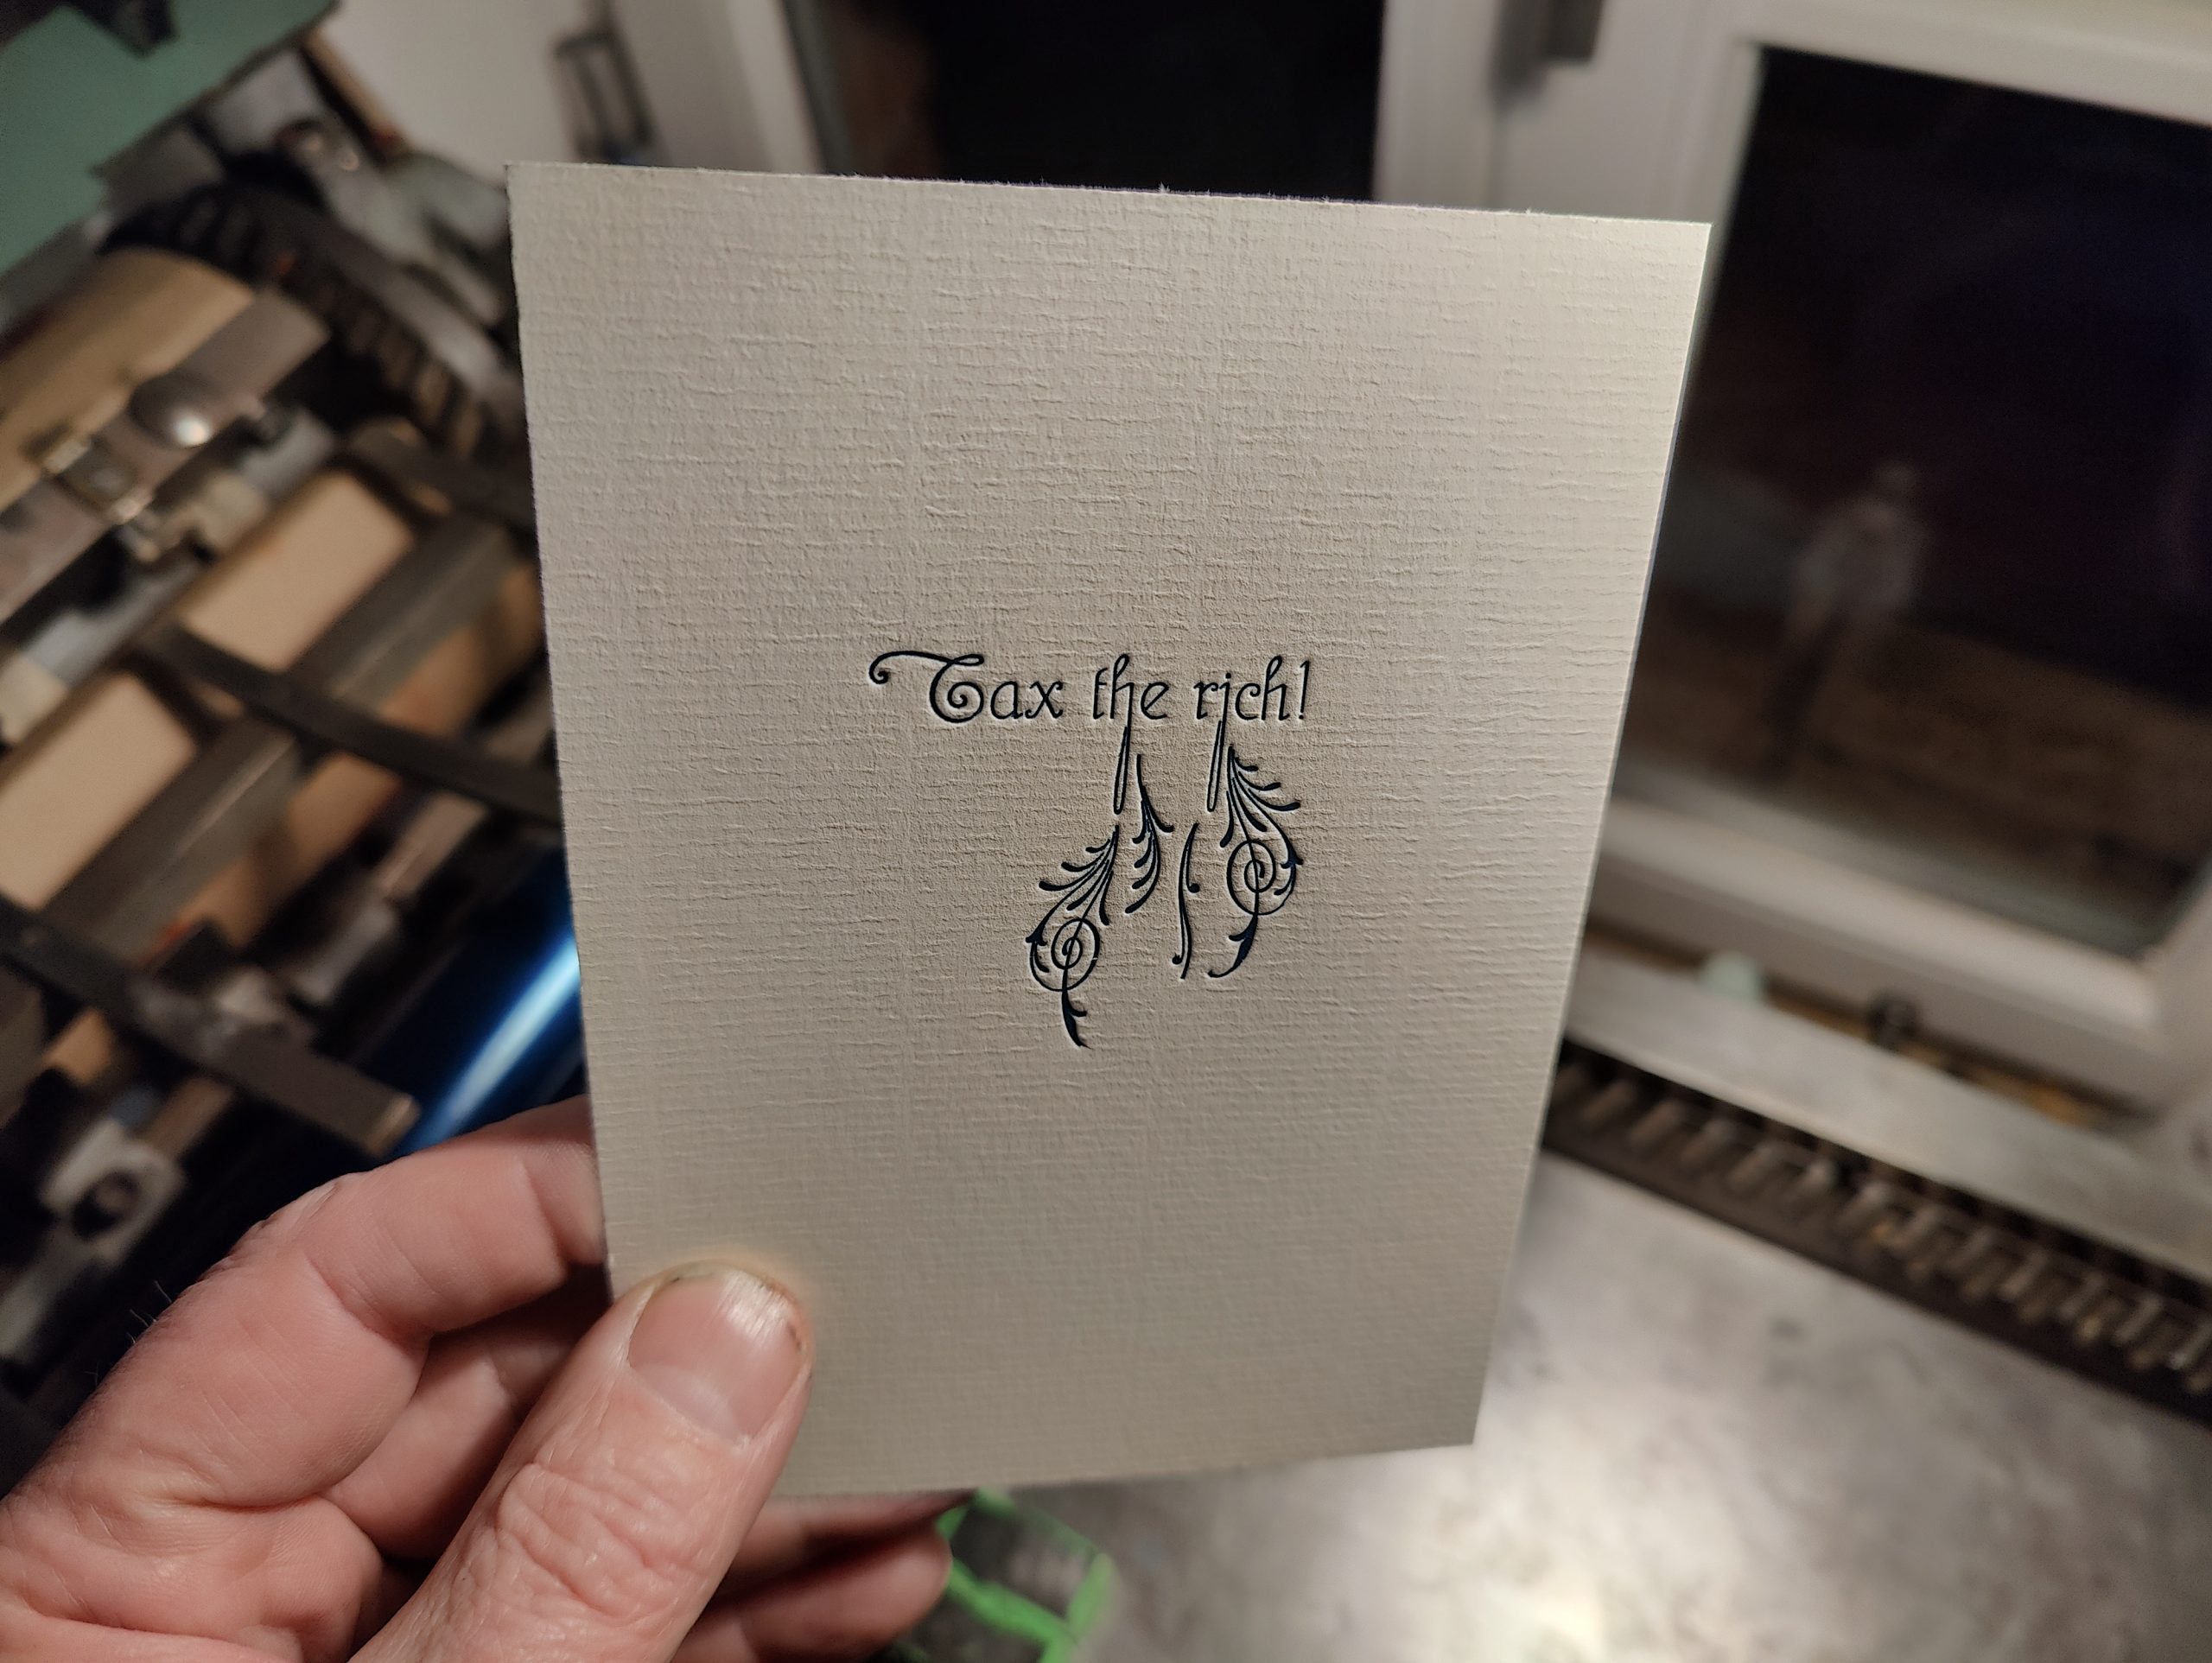 Tax the rich!